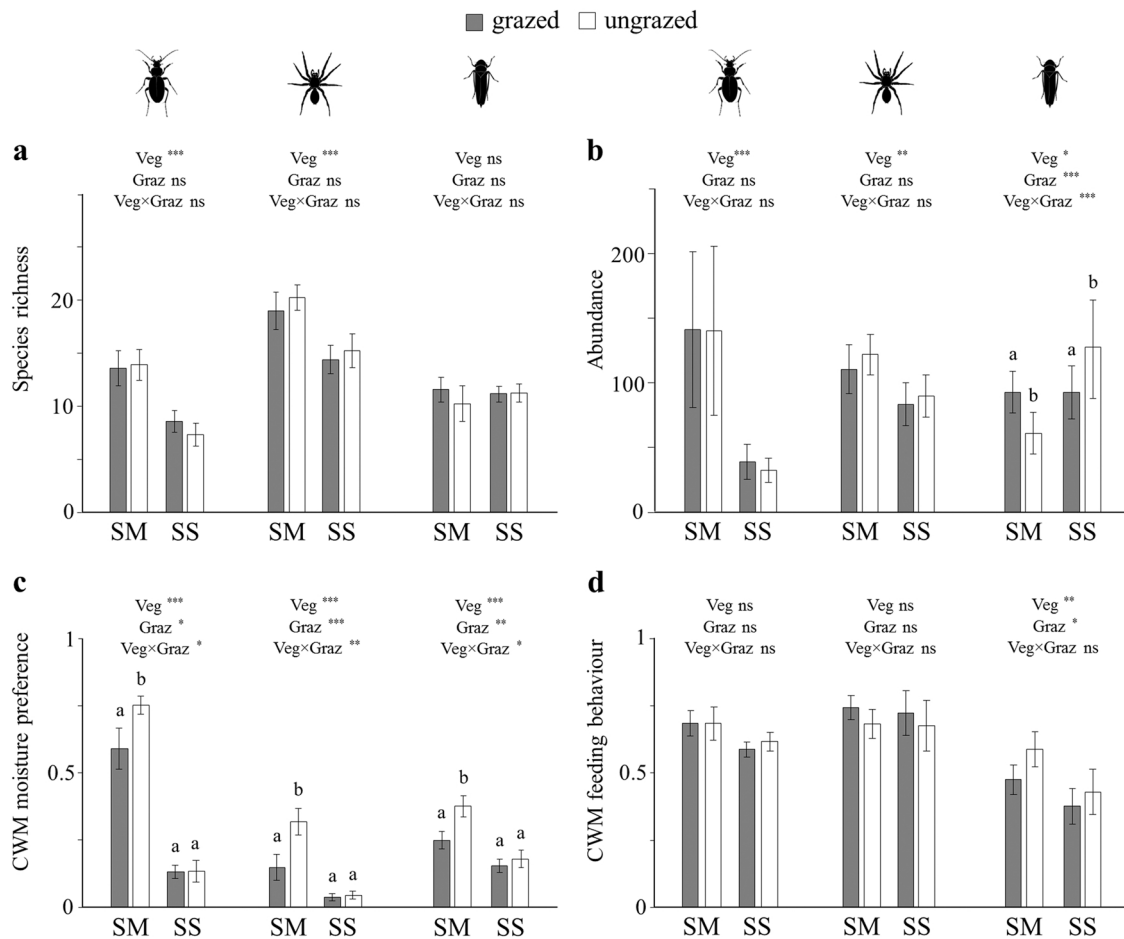 grazed ungrazed
a
Veg *** Veg *** Veg ns
Graz ns Graz ns Graz ns
Veg×Graz ns Veg×Graz ns Veg×Graz ns
Species richness
20
10
0
SM SS SM SS SM SS
b
Veg *** Veg ** Veg *
Graz ns Graz ns Graz ***
Veg×Graz ns Veg×Graz ns Veg×Graz ***
Abundance
200
100
0
a b a b
SM SS SM SS SM SS
c
Veg *** Veg *** Veg ***
Graz * Graz *** Graz **
Veg×Graz * Veg×Graz ** Veg×Graz *
CWM moisture preference
1
0.5
0
a b a a a b a a a b a a
SM SS SM SS SM SS
d
Veg ns Veg ns Veg **
Graz ns Graz ns Graz *
Veg×Graz ns Veg×Graz ns Veg×Graz ns
CWM feeding behaviour
1
0.5
0
SM SS SM SS SM SS